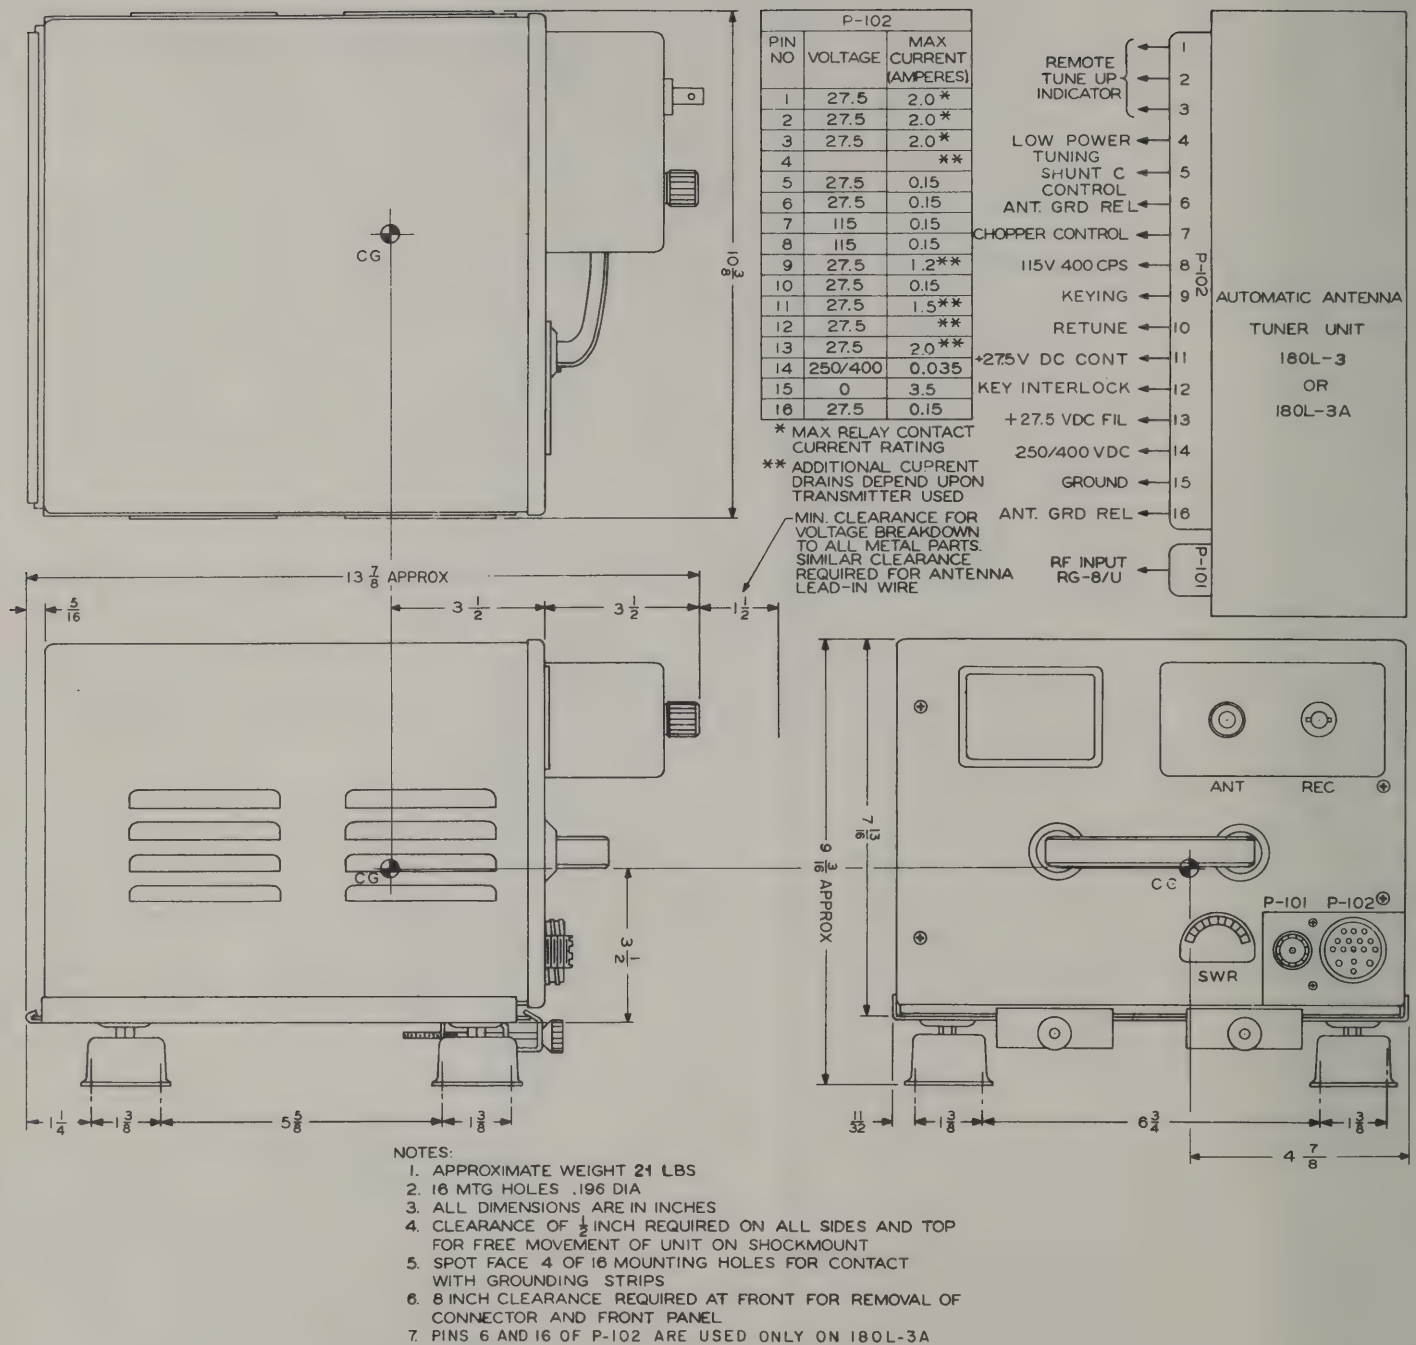 P-102
PIN NO VOLTAGE MAX CURRENT (AMPERES)
1 27.5 2.0*
2 27.5 2.0*
3 27.5 2.0*
4 **
5 27.5 0.15
6 27.5 0.15
7 115 0.15
8 115 0.15
9 27.5 1.2**
10 27.5 0.15
11 27.5 1.5**
12 27.5 **
13 27.5 2.0**
14 250/400 0.035
15 0 3.5
16 27.5 0.15
* MAX RELAY CONTACT
CURRENT RATING
** ADDITIONAL CURRENT
DRAINS DEPEND UPON
TRANSMITTER USED
MIN. CLEARANCE FOR
VOLTAGE BREAKDOWN
TO ALL METAL PARTS.
SIMILAR CLEARANCE
REQUIRED FOR ANTENNA
LEAD-IN WIRE
REMOTE
TUNE UP
INDICATOR
1
2
3
LOW POWER 4
TUNING
SHUNT C 5
CONTROL
ANT. GRD REL 6
CHOPPER CONTROL 7
115V 400 CPS 8
KEYING 9
RETUNE 10
+27.5V DC CONT 11
KEY INTERLOCK 12
+27.5 VDC FIL 13
250/400 VDC 14
GROUND 15
ANT. GRD REL 16
P-102
RF INPUT
RG-8/U
P-101
AUTOMATIC ANTENNA
TUNER UNIT
180L-3
OR
180L-3A
CG
10 3/8
13 7/8 APPROX
5/16
3 1/2
3 1/2
1 1/2
CG
3 1/2
1 1/4
1 3/8
5 5/8
1 3/8
9 3/16 APPROX
7 13/16
ANT REC
CG
P-101 P-102
SWR
11/32
1 3/8
6 3/4
1 3/8
4 7/8
NOTES:
1. APPROXIMATE WEIGHT 21 LBS
2. 16 MTG HOLES .196 DIA
3. ALL DIMENSIONS ARE IN INCHES
4. CLEARANCE OF 1/2 INCH REQUIRED ON ALL SIDES AND TOP
FOR FREE MOVEMENT OF UNIT ON SHOCKMOUNT
5. SPOT FACE 4 OF 16 MOUNTING HOLES FOR CONTACT
WITH GROUNDING STRIPS
6. 8 INCH CLEARANCE REQUIRED AT FRONT FOR REMOVAL OF
CONNECTOR AND FRONT PANEL
7. PINS 6 AND 16 OF P-102 ARE USED ONLY ON 180L-3A